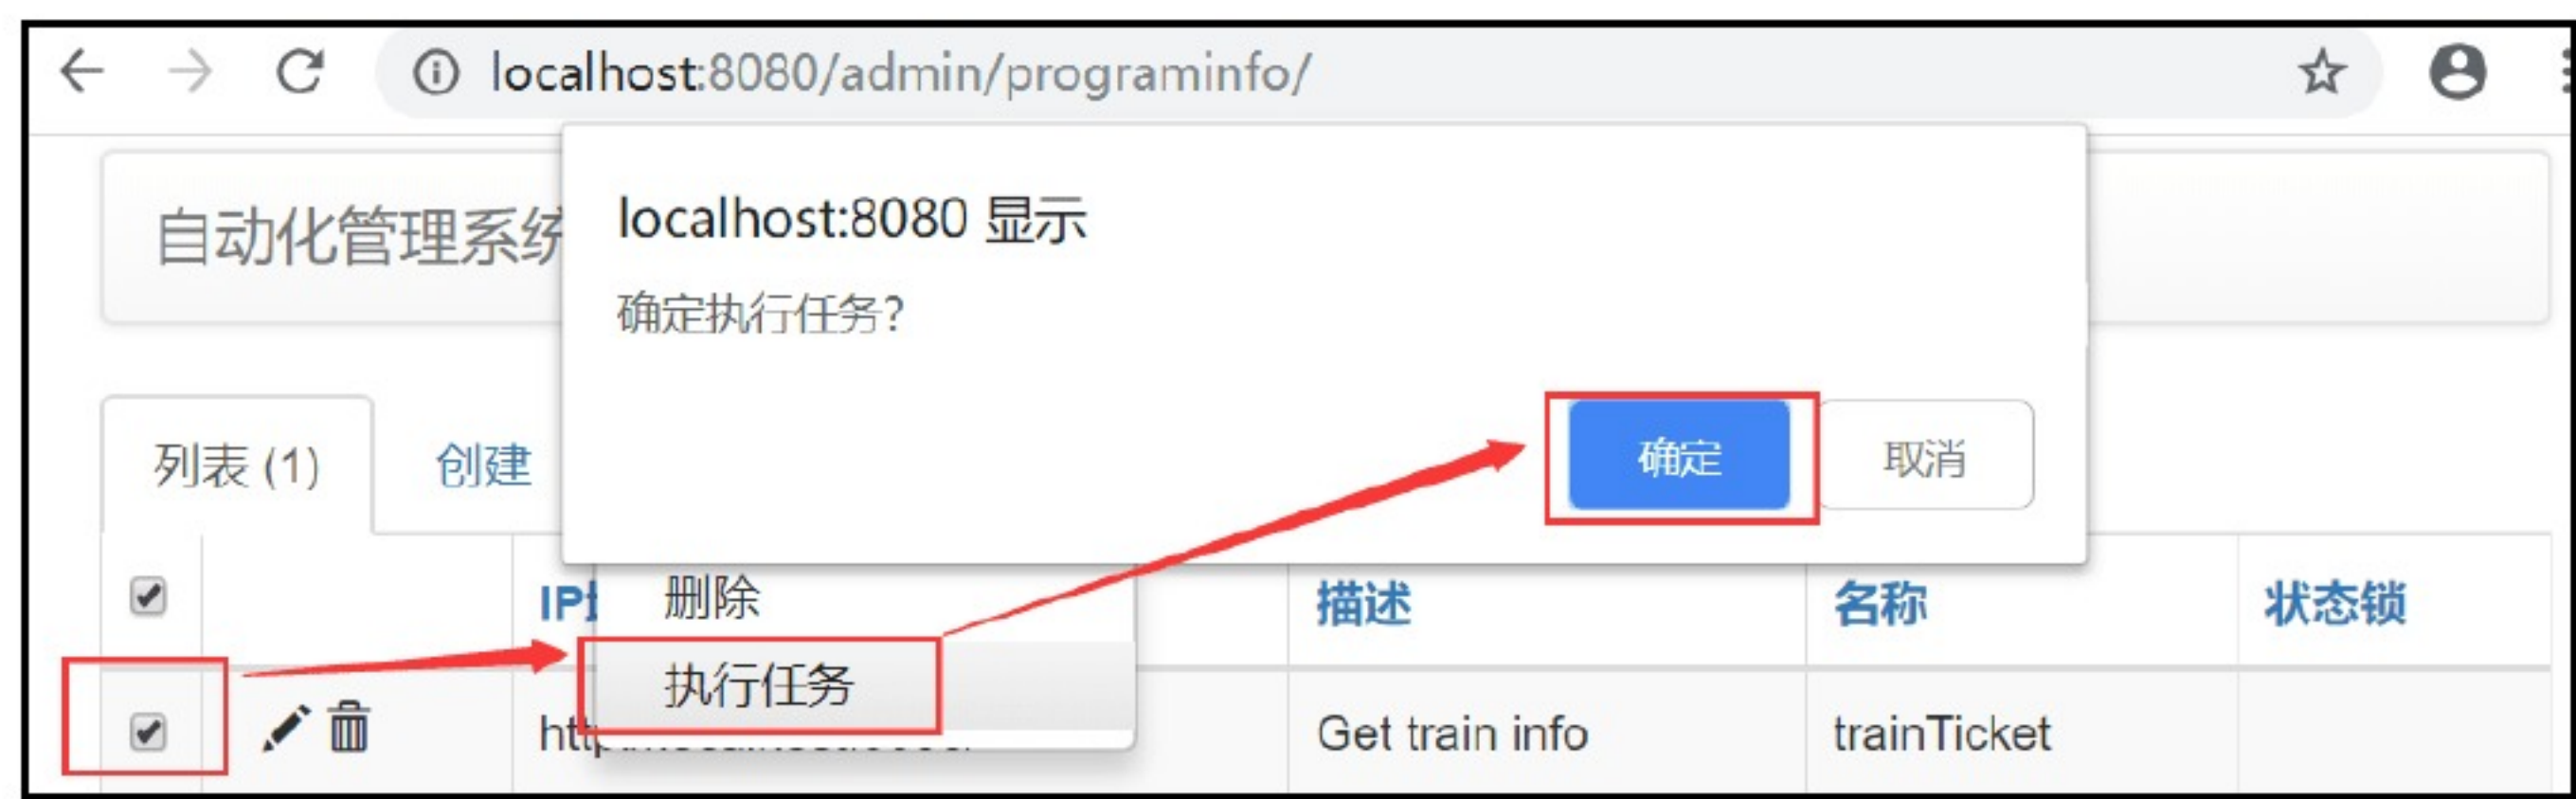 localhost:8080/admin/programinfo/
自动化管理系统
localhost:8080 显示
确定执行任务?
确定 取消
列表 (1) 创建
删除 描述 名称 状态锁
执行任务
Get train info trainTicket